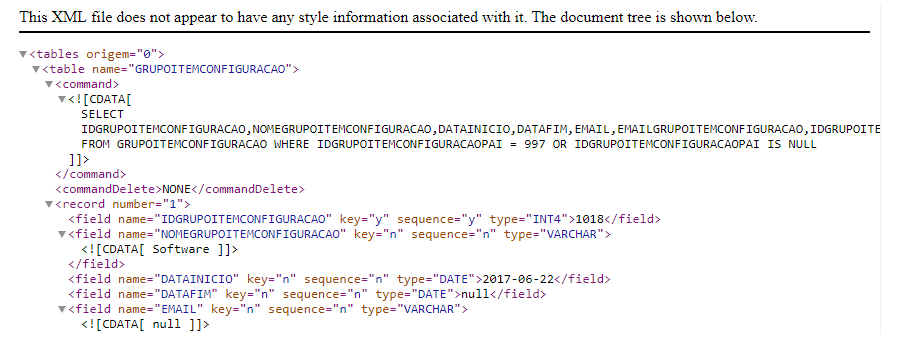 This XML file does not appear to have any style information associated with it. The document tree is shown below.
▼<tables origem="0">
▼<table name="GRUPOITEMCONFIGURACAO">
▼<command>
▼<![CDATA[
SELECT
IDGRUPOITEMCONFIGURACAO,NOMEGRUPOITEMCONFIGURACAO,DATAINICIO,DATAFIM,EMAIL,EMAILGRUPOITEMCONFIGURACAO,IDGRUPOITE
FROM GRUPOITEMCONFIGURACAO WHERE IDGRUPOITEMCONFIGURACAOPAI = 997 OR IDGRUPOITEMCONFIGURACAOPAI IS NULL
]]>
</command>
<commandDelete>NONE</commandDelete>
▼<record number="1">
<field name="IDGRUPOITEMCONFIGURACAO" key="y" sequence="y" type="INT4">1018</field>
▼<field name="NOMEGRUPOITEMCONFIGURACAO" key="n" sequence="n" type="VARCHAR">
<![CDATA[ Software ]]>
</field>
<field name="DATAINICIO" key="n" sequence="n" type="DATE">2017-06-22</field>
<field name="DATAFIM" key="n" sequence="n" type="DATE">null</field>
▼<field name="EMAIL" key="n" sequence="n" type="VARCHAR">
<![CDATA[ null ]]>